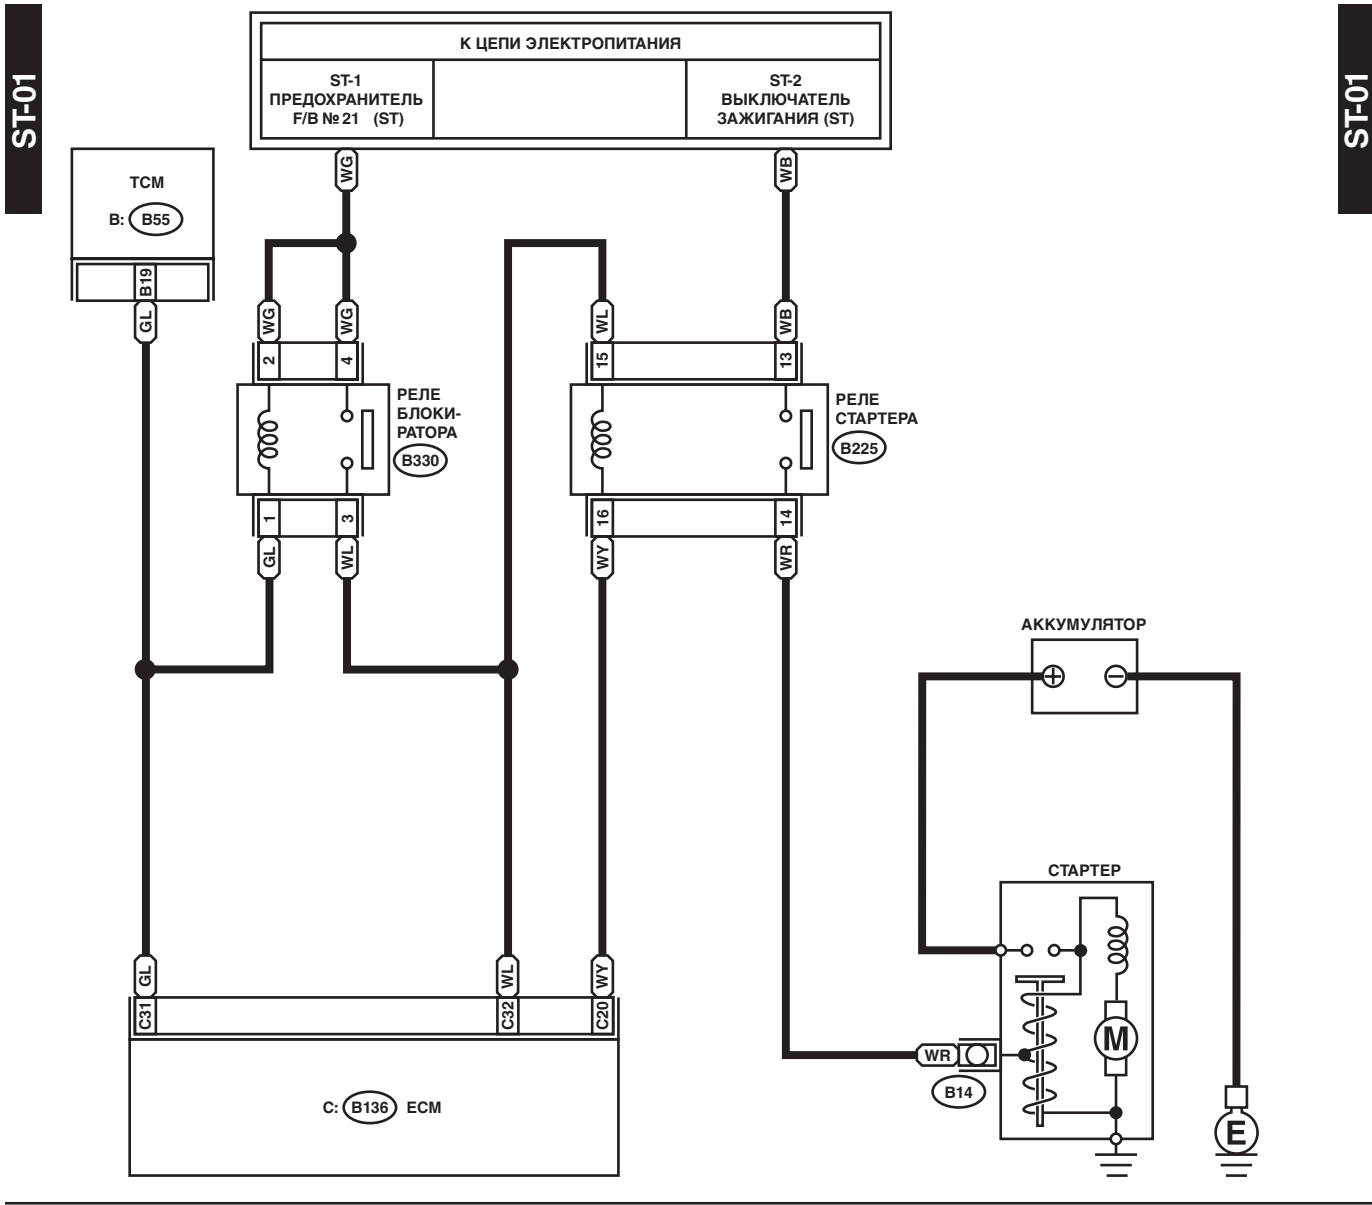 ST-01
ST-01
К ЦЕПИ ЭЛЕКТРОПИТАНИЯ
ST-1
ПРЕДОХРАНИТЕЛЬ
F/B № 21 (ST)
ST-2
ВЫКЛЮЧАТЕЛЬ
ЗАЖИГАНИЯ (ST)
WG
WB
TCM
B: B55
B19
GL
WG
WG
WL
WB
2
4
15
13
РЕЛЕ
БЛОКИ-
РАТОРА
B330
РЕЛЕ
СТАРТЕРА
B225
1
3
16
14
GL
WL
WY
WR
АККУМУЛЯТОР
+
−
СТАРТЕР
M
WR
B14
E
GL
WL
WY
C31
C32
C20
C: B136 ECM